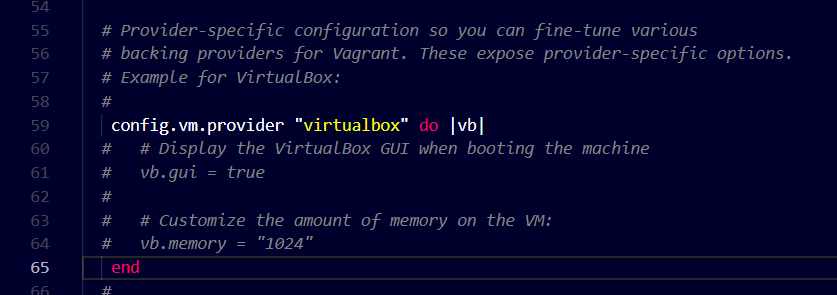 54
55 # Provider-specific configuration so you can fine-tune various
56 # backing providers for Vagrant. These expose provider-specific options.
57 # Example for VirtualBox:
58 #
59 config.vm.provider "virtualbox" do |vb|
60 #   # Display the VirtualBox GUI when booting the machine
61 #   vb.gui = true
62 #
63 #   # Customize the amount of memory on the VM:
64 #   vb.memory = "1024"
65 end
66 #